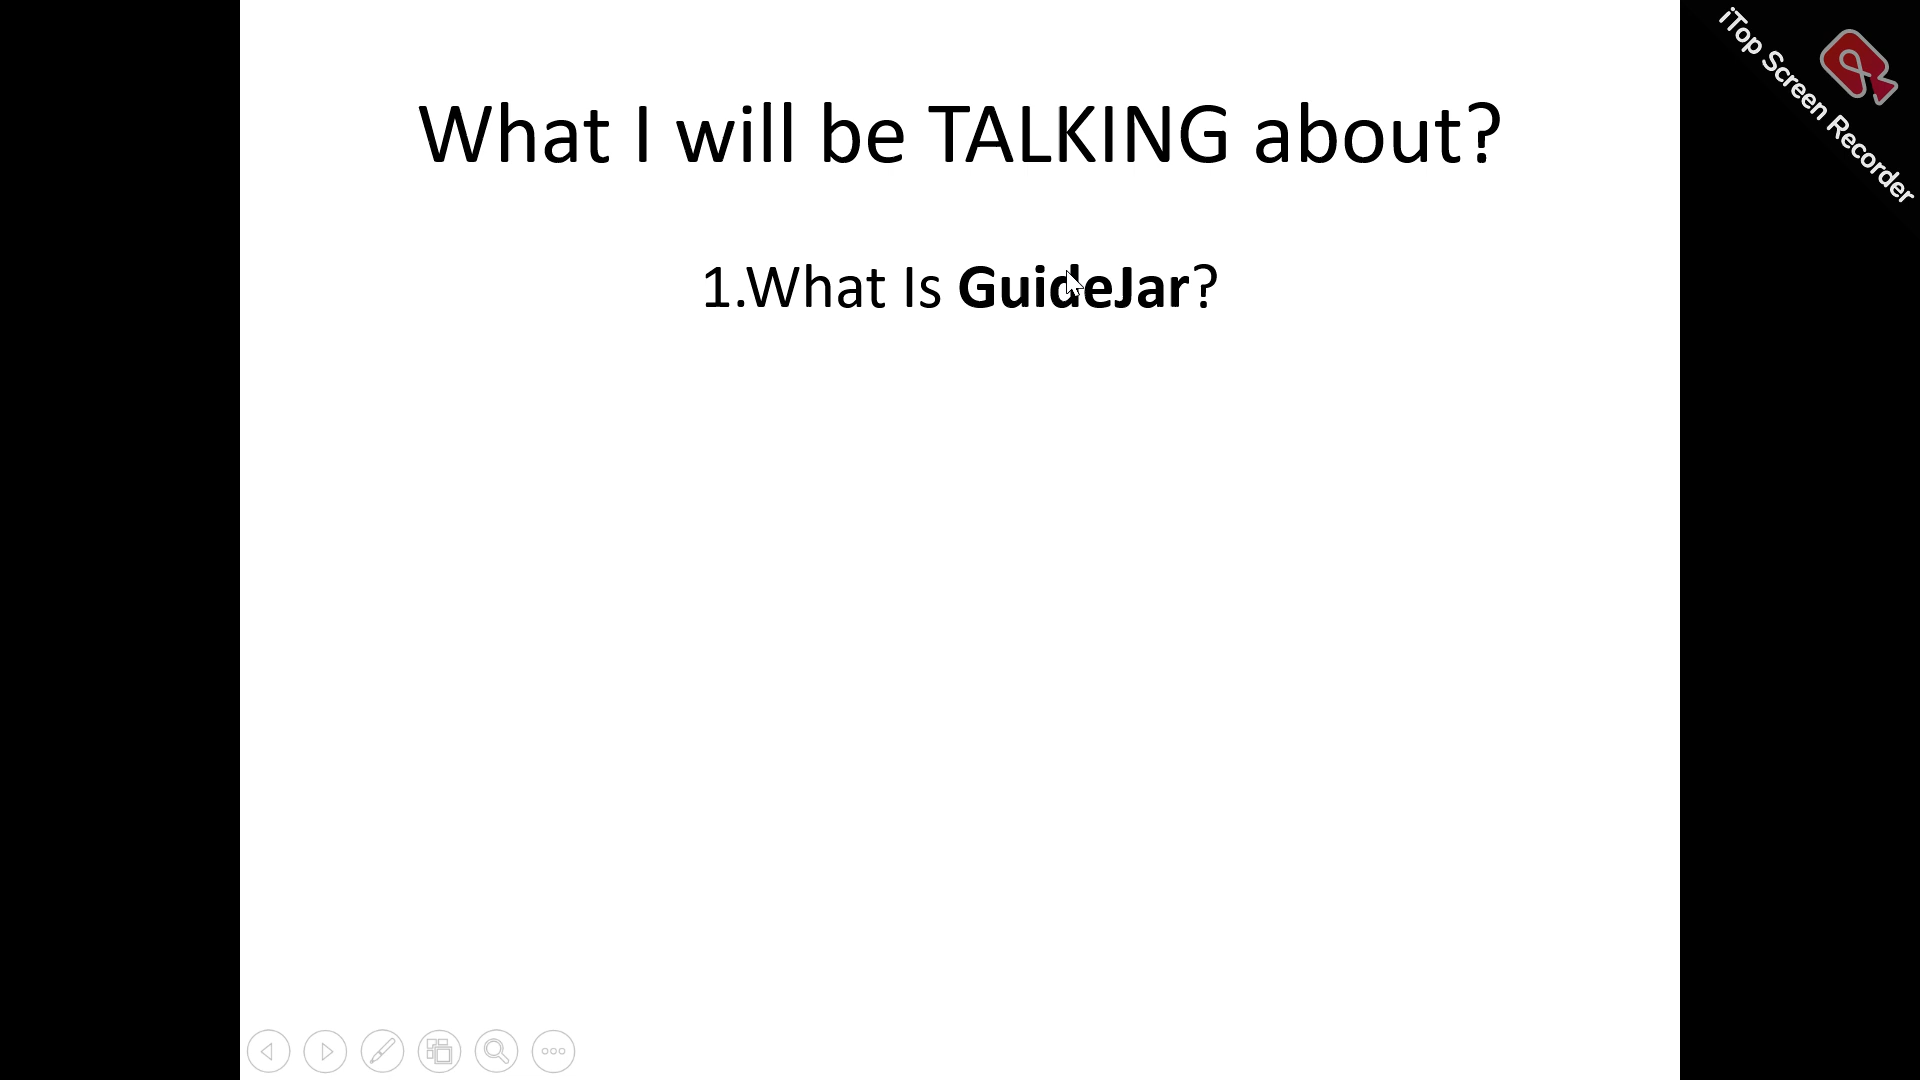 What I will be TALKING about?
1.What Is GuideJar?
iTop Screen Recorder